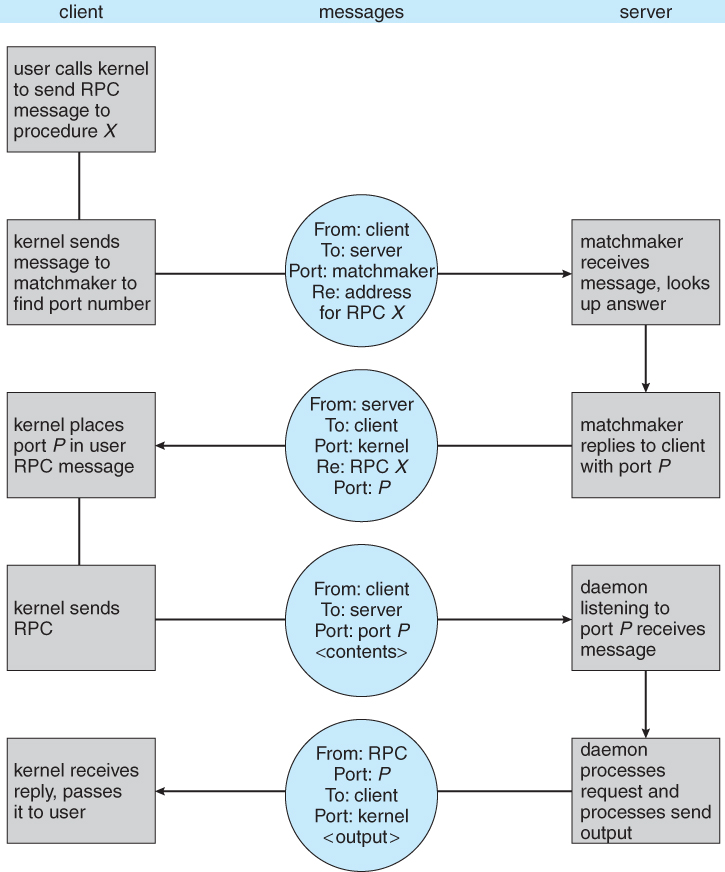 client
messages
server
user calls kernel
to send RPC
message to
procedure X
kernel sends
message to
matchmaker to
find port number
From: client
To: server
Port: matchmaker
Re: address
for RPC X
matchmaker
receives
message, looks
up answer
kernel places
port P in user
RPC message
From: server
To: client
Port: kernel
Re: RPC X
Port: P
matchmaker
replies to client
with port P
kernel sends
RPC
From: client
To: server
Port: port P
<contents>
daemon
listening to
port P receives
message
kernel receives
reply, passes
it to user
From: RPC
Port: P
To: client
Port: kernel
<output>
daemon
processes
request and
processes send
output